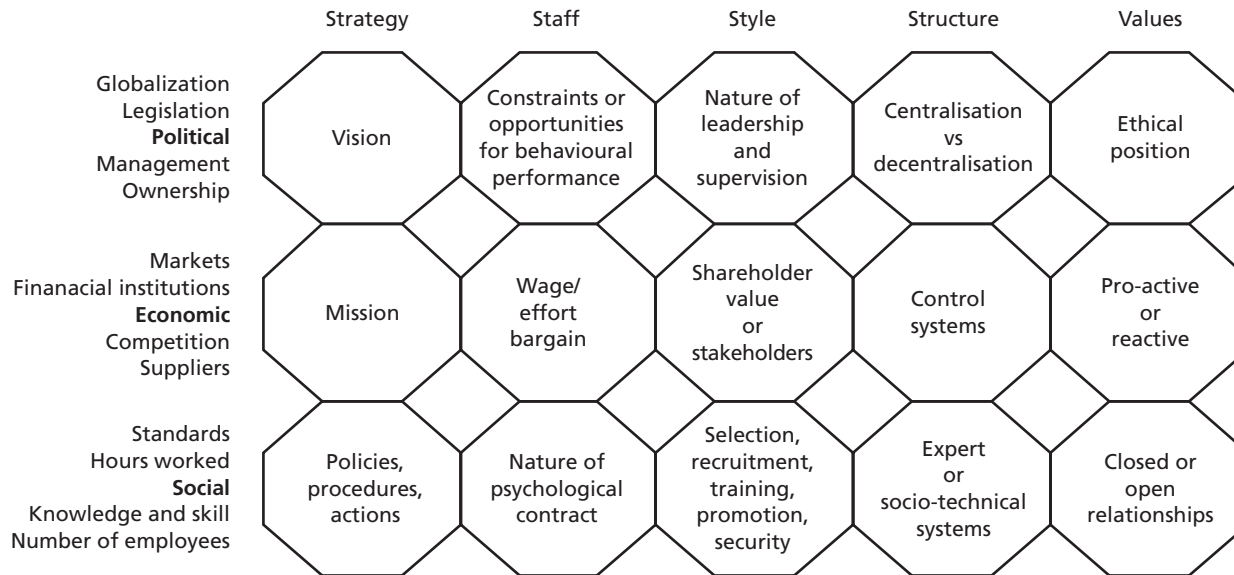 Strategy
Staff
Style
Structure
Values
Globalization
Legislation
Political
Management
Ownership
Vision
Constraints or
opportunities
for behavioural
performance
Nature of
leadership
and
supervision
Centralisation
vs
decentralisation
Ethical
position
Markets
Finanacial institutions
Economic
Competition
Suppliers
Mission
Wage/
effort
bargain
Shareholder
value
or
stakeholders
Control
systems
Pro-active
or
reactive
Standards
Hours worked
Social
Knowledge and skill
Number of employees
Policies,
procedures,
actions
Nature of
psychological
contract
Selection,
recruitment,
training,
promotion,
security
Expert
or
socio-technical
systems
Closed or
open
relationships